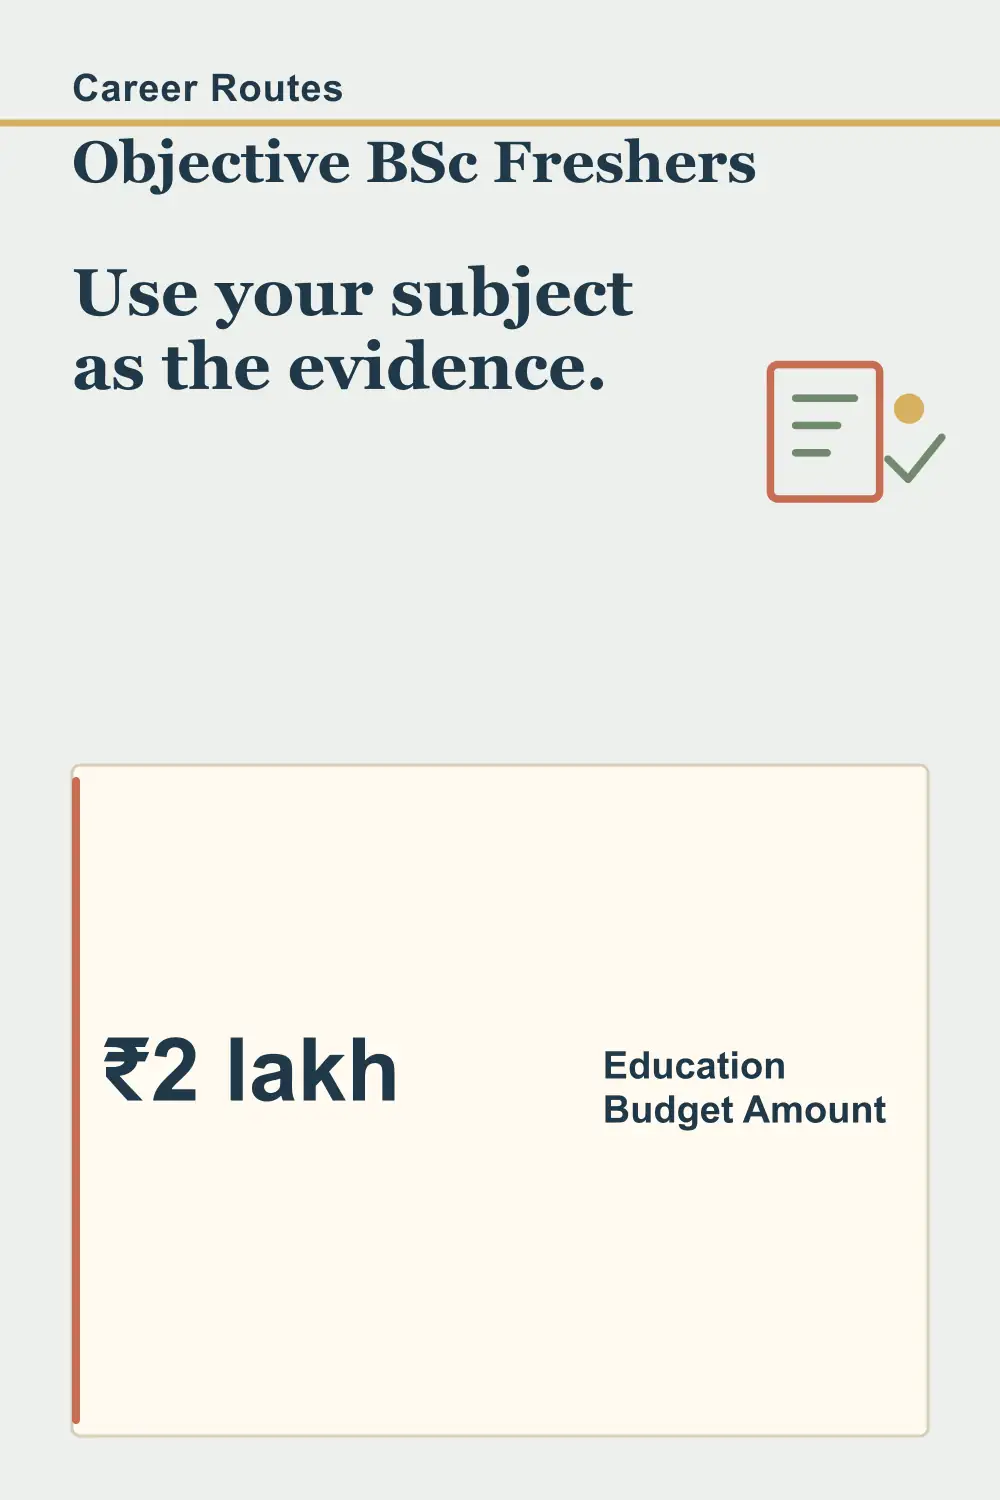 Career Routes
Objective BSc Freshers
Use your subject
as the evidence.
₹2 lakh
Education
Budget Amount